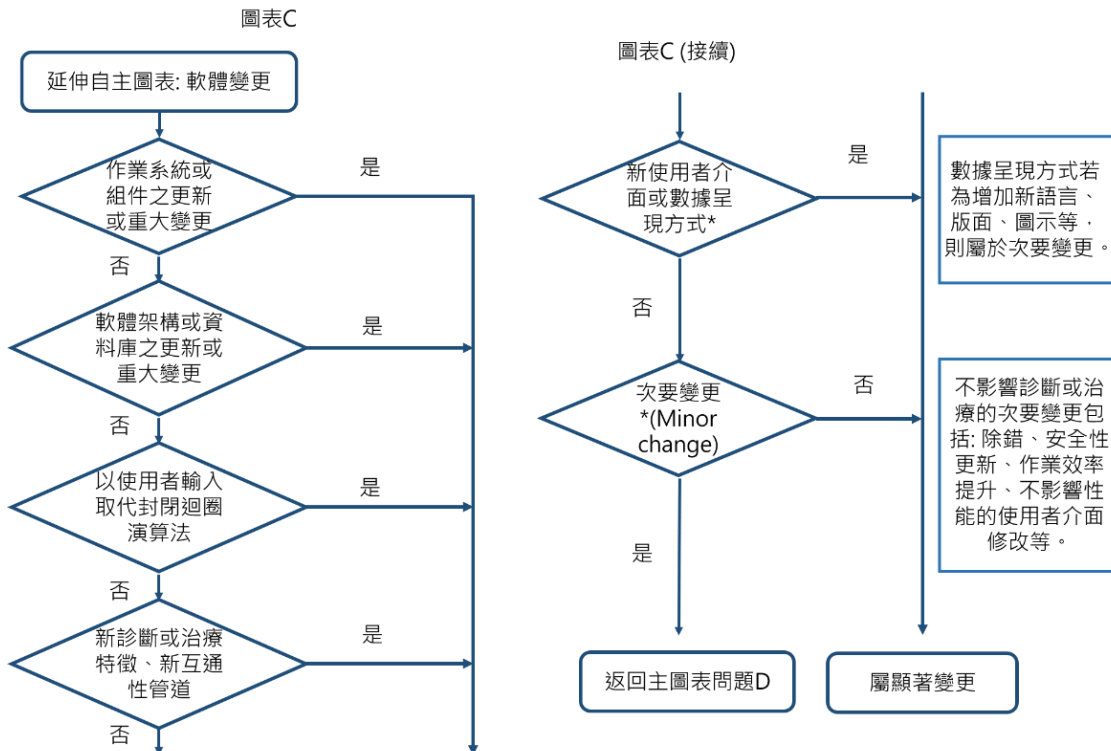 圖表C
延伸自主圖表: 軟體變更
作業系統或
組件之更新
或重大變更
是
否
軟體架構或資
料庫之更新或
重大變更
是
否
以使用者輸入
取代封閉迴圈
演算法
是
否
新診斷或治療
特徵、新互通
性管道
是
否
圖表C (接續)
新使用者介
面或數據呈
現方式*
是
數據呈現方式若
為增加新語言、
版面、圖示等，
則屬於次要變更。
否
次要變更
*(Minor
change)
否
不影響診斷或治
療的次要變更包
括: 除錯、安全性
更新、作業效率
提升、不影響性
能的使用者介面
修改等。
是
返回主圖表問題D
屬顯著變更